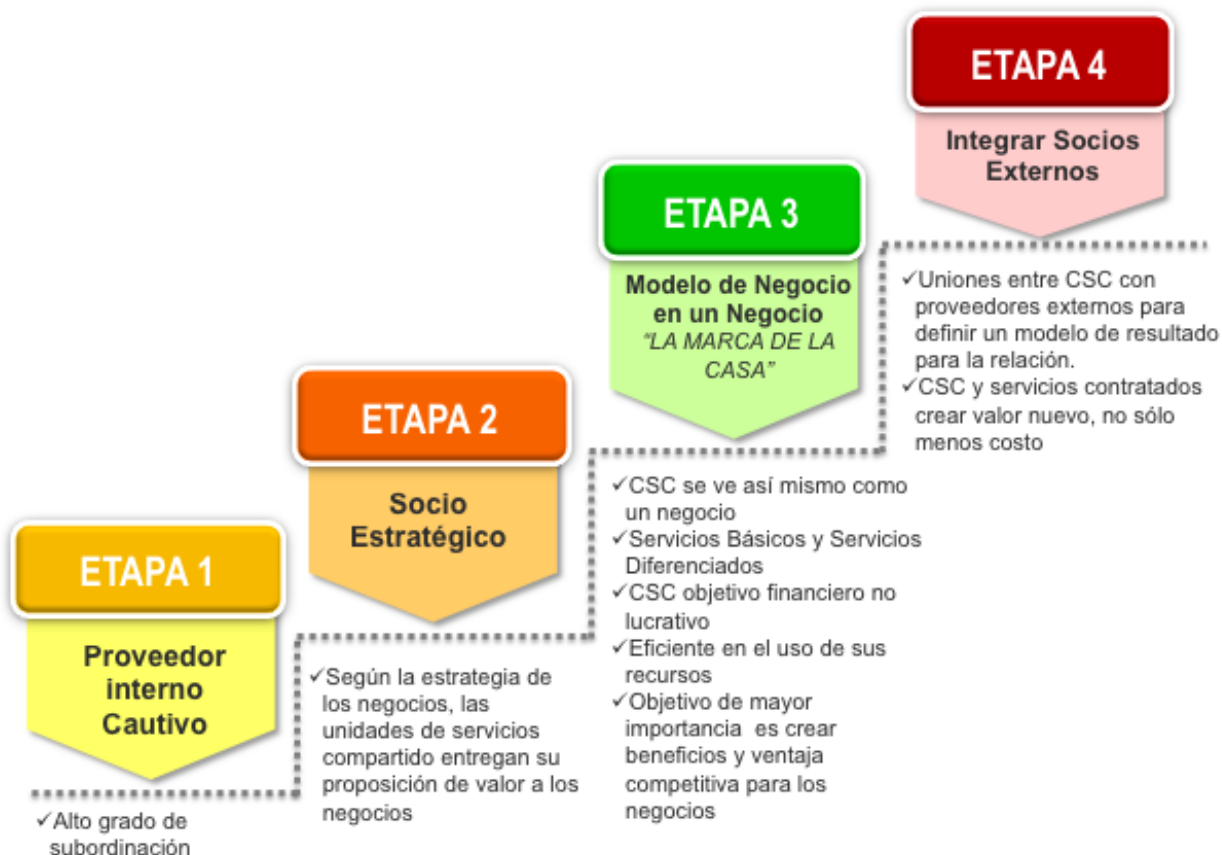 ETAPA 1
Proveedor
interno
Cautivo
✓Alto grado de
subordinación
ETAPA 2
Socio
Estratégico
✓Según la estrategia de
los negocios, las
unidades de servicios
compartido entregan su
proposición de valor a los
negocios
ETAPA 3
Modelo de Negocio
en un Negocio
“LA MARCA DE LA
CASA”
✓CSC se ve así mismo como
un negocio
✓Servicios Básicos y Servicios
Diferenciados
✓CSC objetivo financiero no
lucrativo
✓Eficiente en el uso de sus
recursos
✓Objetivo de mayor
importancia es crear
beneficios y ventaja
competitiva para los
negocios
ETAPA 4
Integrar Socios
Externos
✓Uniones entre CSC con
proveedores externos para
definir un modelo de resultado
para la relación.
✓CSC y servicios contratados
crear valor nuevo, no sólo
menos costo